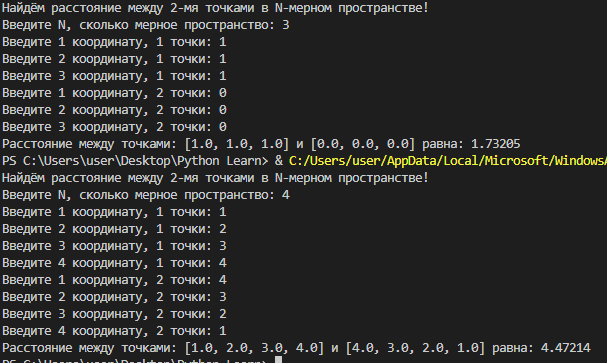 Найдём расстояние между 2-мя точками в N-мерном пространстве!
Введите N, сколько мерное пространство: 3
Введите 1 координату, 1 точки: 1
Введите 2 координату, 1 точки: 1
Введите 3 координату, 1 точки: 1
Введите 1 координату, 2 точки: 0
Введите 2 координату, 2 точки: 0
Введите 3 координату, 2 точки: 0
Расстояние между точками: [1.0, 1.0, 1.0] и [0.0, 0.0, 0.0] равна: 1.73205
PS C:\Users\user\Desktop\Python Learn> & C:/Users/user/AppData/Local/Microsoft/WindowsA
Найдём расстояние между 2-мя точками в N-мерном пространстве!
Введите N, сколько мерное пространство: 4
Введите 1 координату, 1 точки: 1
Введите 2 координату, 1 точки: 2
Введите 3 координату, 1 точки: 3
Введите 4 координату, 1 точки: 4
Введите 1 координату, 2 точки: 4
Введите 2 координату, 2 точки: 3
Введите 3 координату, 2 точки: 2
Введите 4 координату, 2 точки: 1
Расстояние между точками: [1.0, 2.0, 3.0, 4.0] и [4.0, 3.0, 2.0, 1.0] равна: 4.47214
PS C:\Users\user\Desktop\Python Learn>